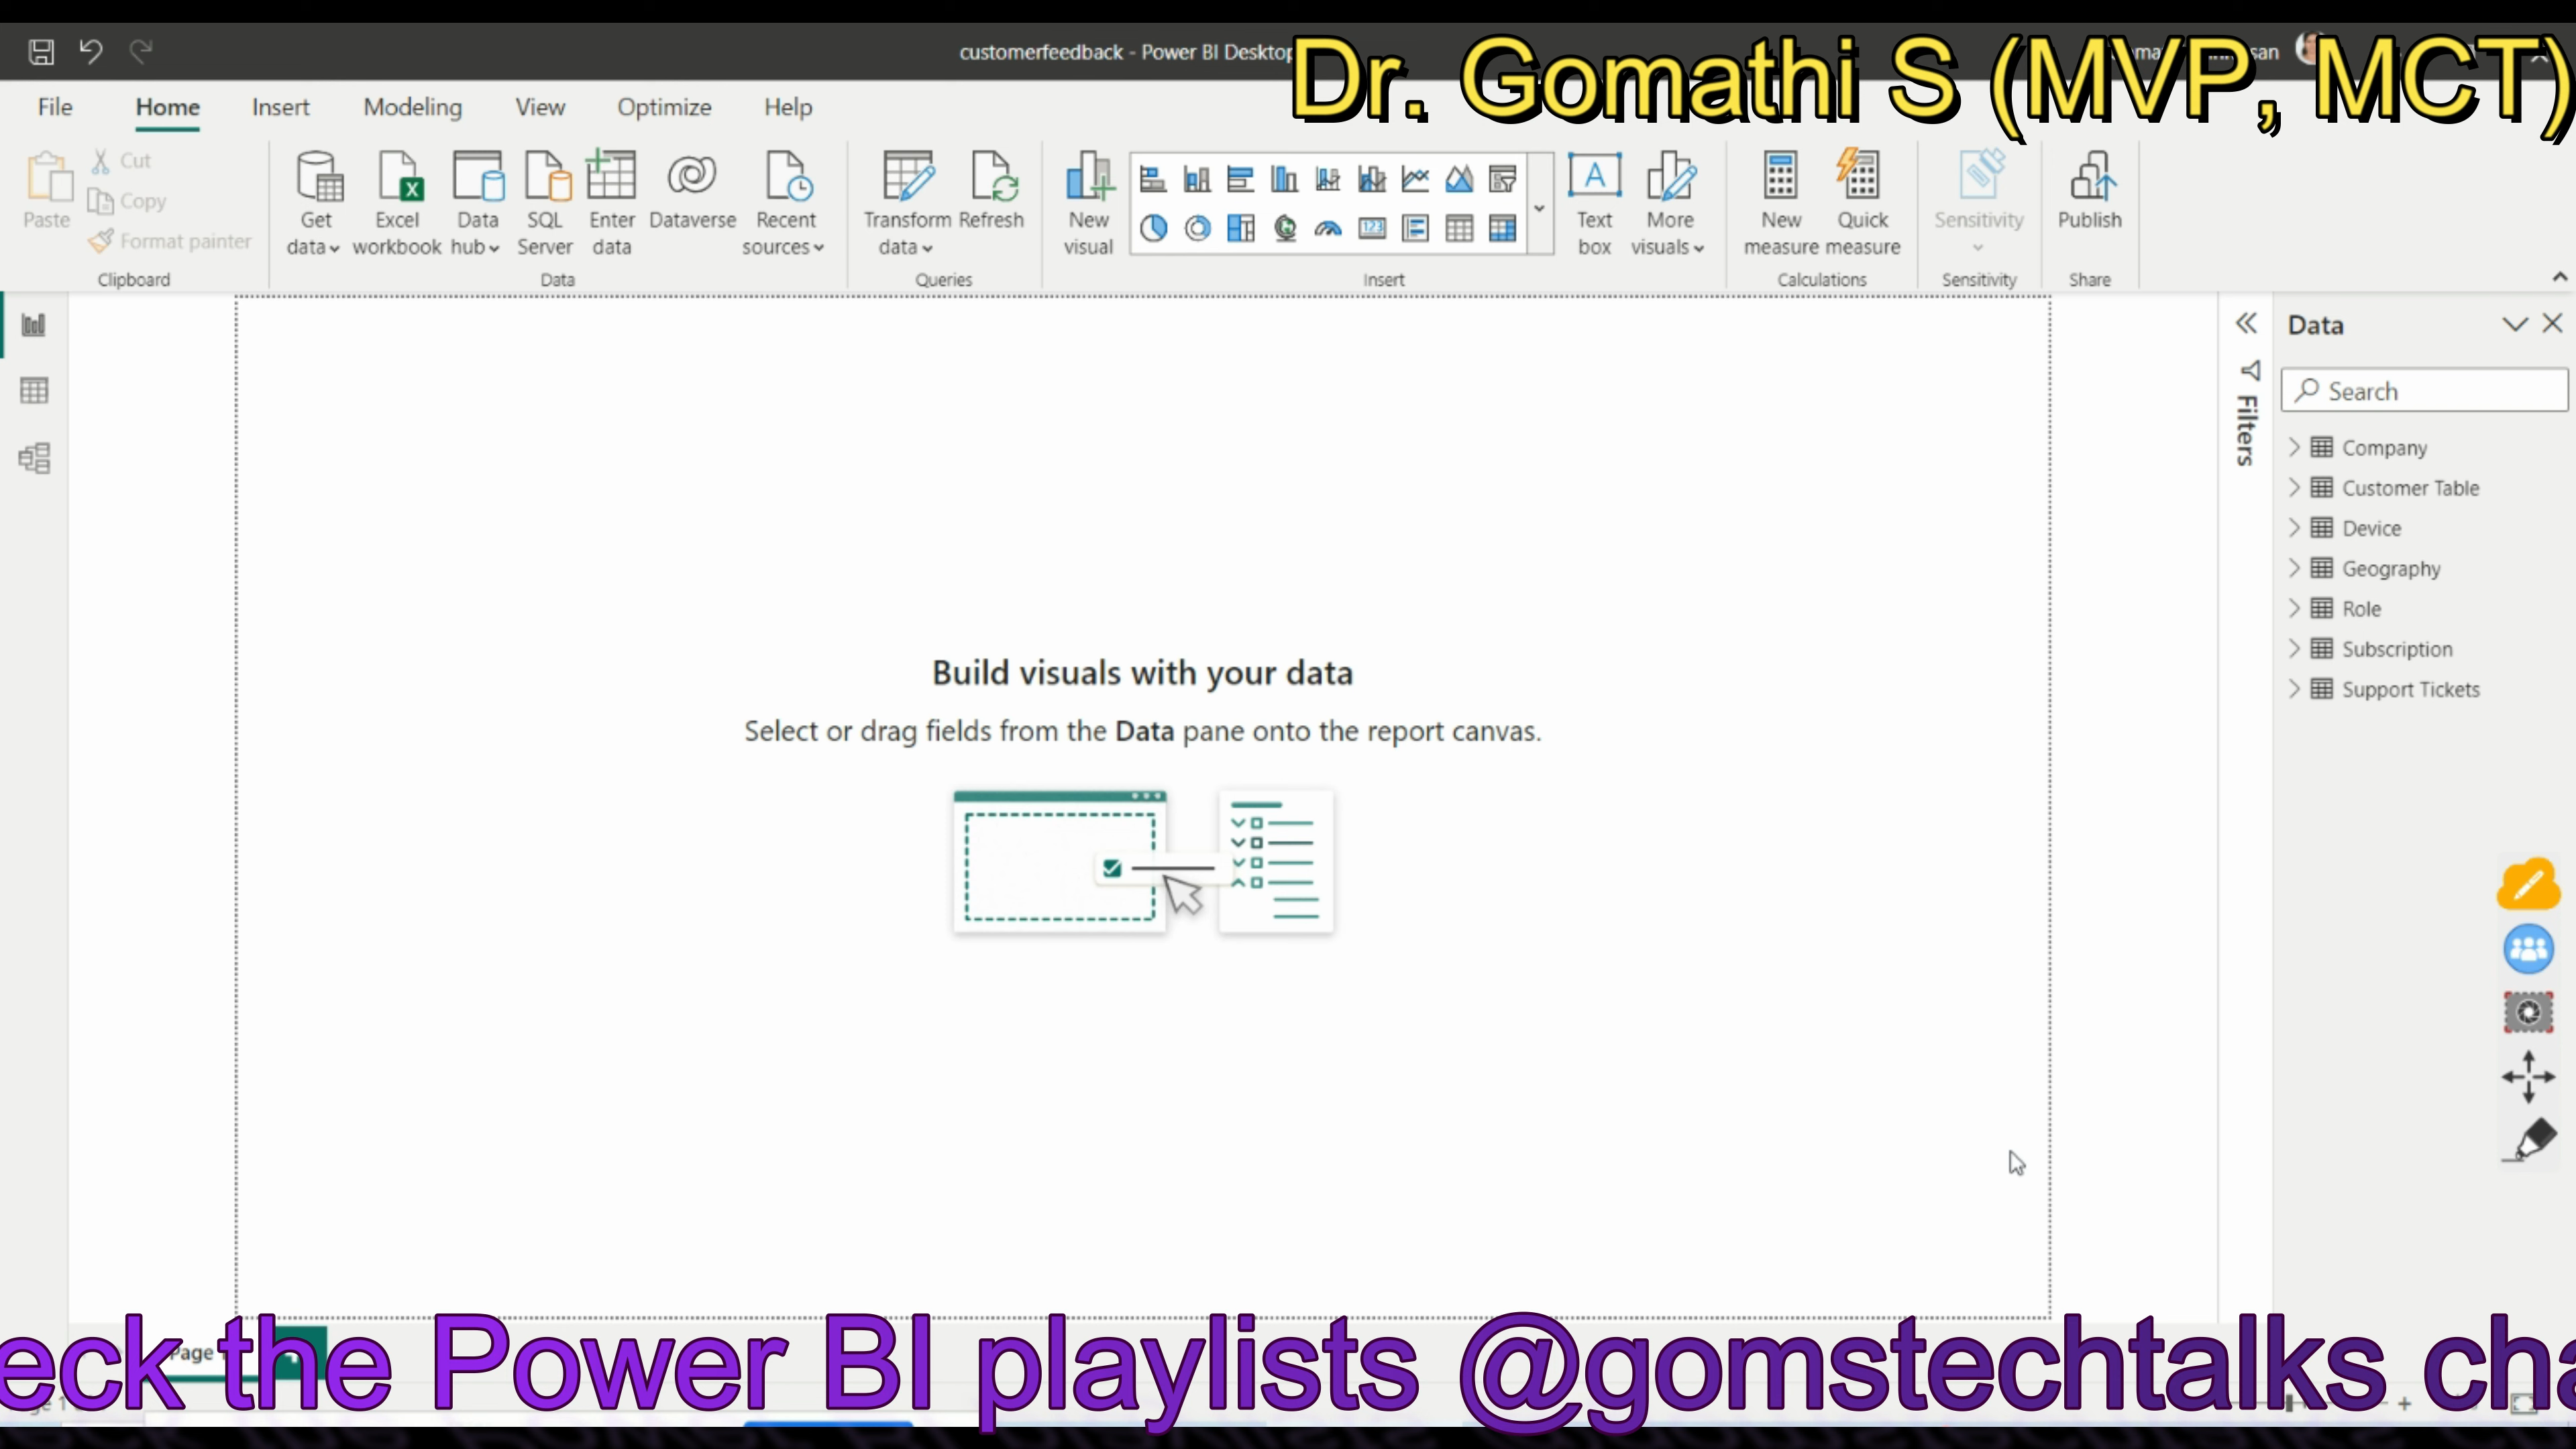 customerfeedback - Power BI Desktop
Dr. Gomathi S (MVP, MCT)
File Home Insert Modeling View Optimize Help
Paste
Cut
Copy
Format painter
Clipboard
Get data
Excel workbook
Data hub
SQL Server
Enter data
Dataverse
Recent sources
Data
Transform data
Refresh
Queries
New visual
123
Insert
A
Text box
More visuals
New measure
Quick measure
Calculations
Sensitivity
Sensitivity
Publish
Share
Filters
Data
Search
Company
Customer Table
Device
Geography
Role
Subscription
Support Tickets
Build visuals with your data
Select or drag fields from the Data pane onto the report canvas.
Page
eck the Power BI playlists @gomstechtalks cha